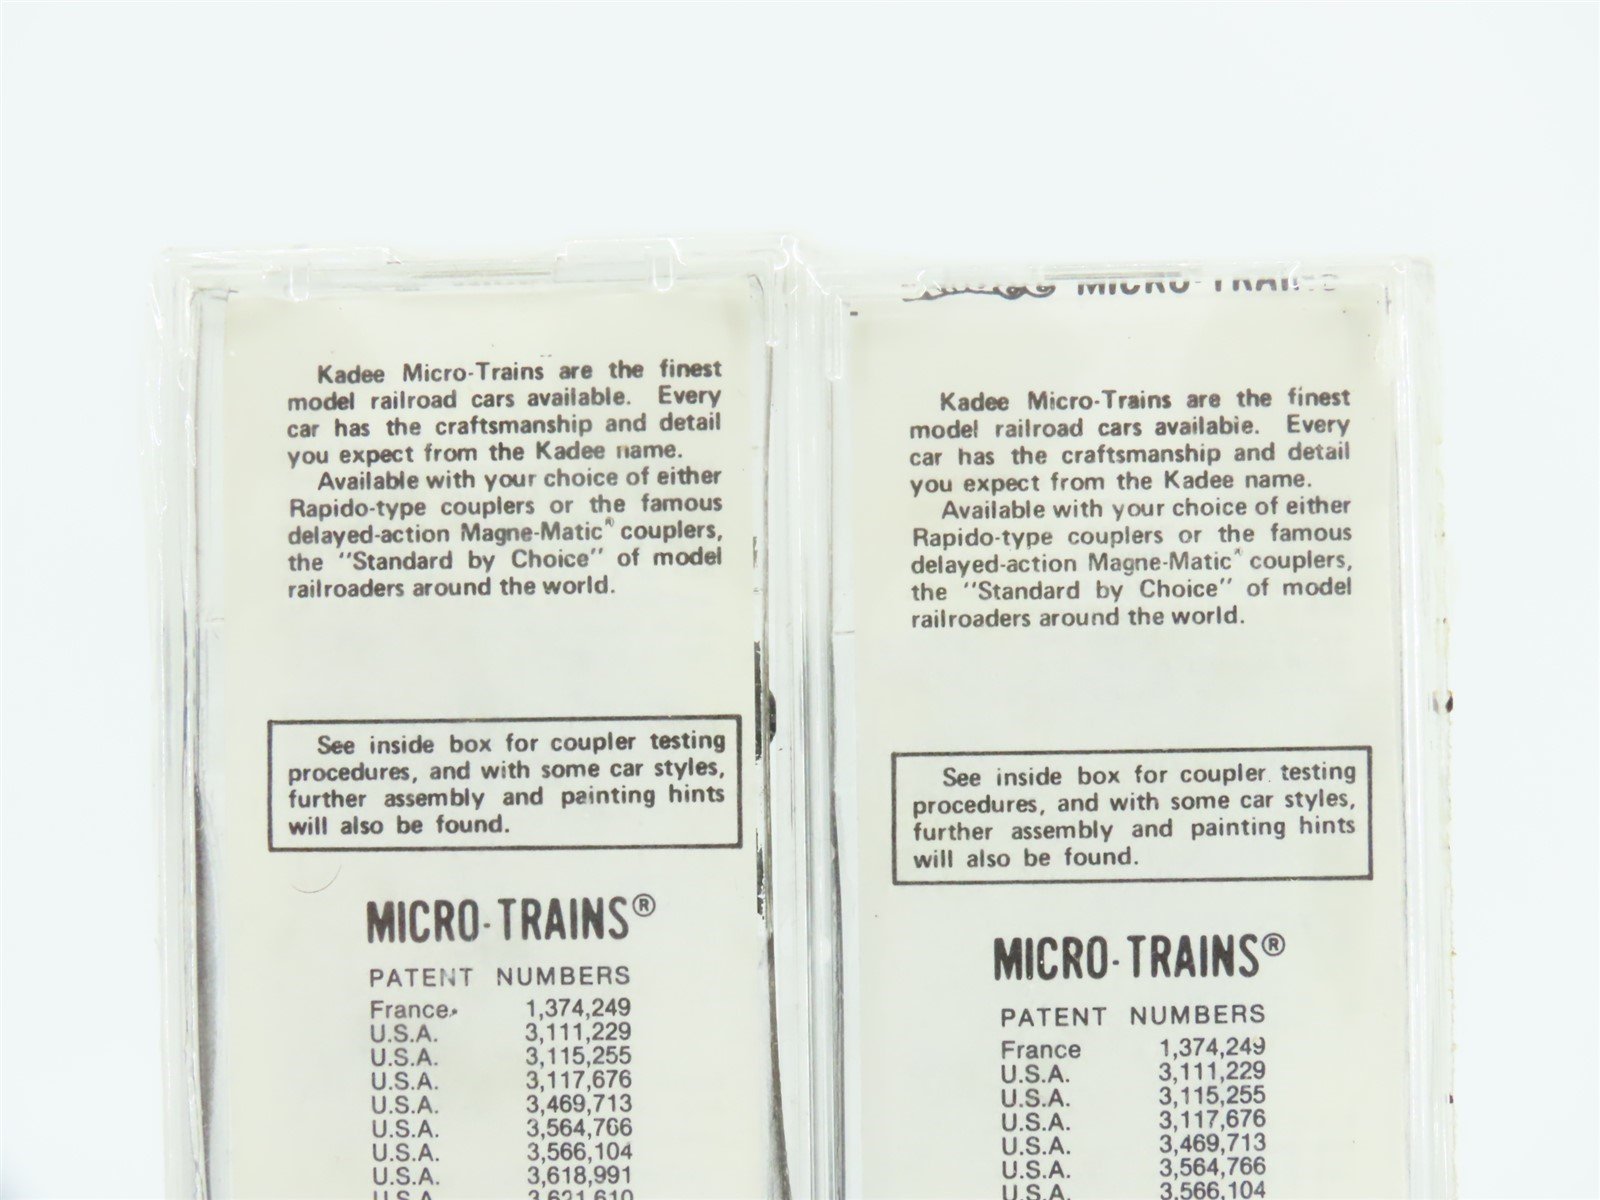 Kadee Micro-Trains are the finest
model railroad cars available. Every
car has the craftsmanship and detail
you expect from the Kadee name.
Available with your choice of either
Rapido-type couplers or the famous
delayed-action Magne-Matic® couplers,
the "Standard by Choice" of model
railroaders around the world.
See inside box for coupler testing
procedures, and with some car styles,
further assembly and painting hints
will also be found.
MICRO-TRAINS®
PATENT NUMBERS
France 1,374,249
U.S.A. 3,111,229
U.S.A. 3,115,255
U.S.A. 3,117,676
U.S.A. 3,469,713
U.S.A. 3,564,766
U.S.A. 3,566,104
U.S.A. 3,618,991
U.S.A. 3,621,610
Kadee MICRO-TRAINS
Kadee Micro-Trains are the finest
model railroad cars available. Every
car has the craftsmanship and detail
you expect from the Kadee name.
Available with your choice of either
Rapido-type couplers or the famous
delayed-action Magne-Matic® couplers,
the "Standard by Choice" of model
railroaders around the world.
See inside box for coupler testing
procedures, and with some car styles,
further assembly and painting hints
will also be found.
MICRO-TRAINS®
PATENT NUMBERS
France 1,374,249
U.S.A. 3,111,229
U.S.A. 3,115,255
U.S.A. 3,117,676
U.S.A. 3,469,713
U.S.A. 3,564,766
U.S.A. 3,566,104